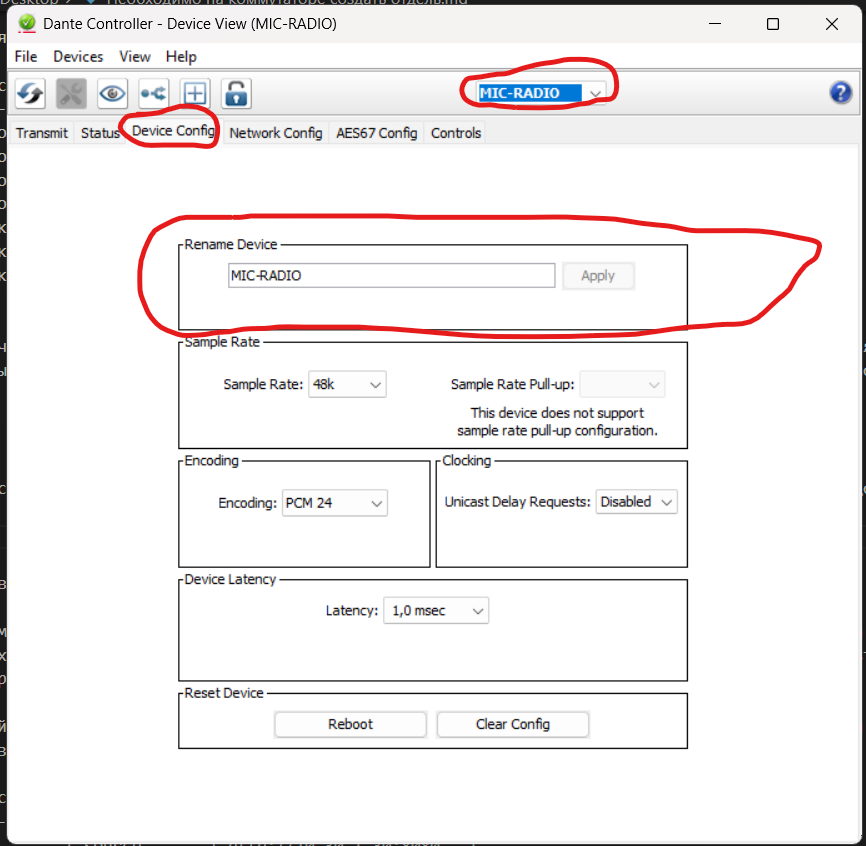 Dante Controller - Device View (MIC-RADIO)
File Devices View Help
MIC-RADIO
Transmit Status Device Config Network Config AES67 Config Controls
Rename Device
MIC-RADIO Apply
Sample Rate
Sample Rate: 48k Sample Rate Pull-up:
This device does not support
sample rate pull-up configuration.
Encoding Clocking
Encoding: PCM 24 Unicast Delay Requests: Disabled
Device Latency
Latency: 1,0 msec
Reset Device
Reboot Clear Config